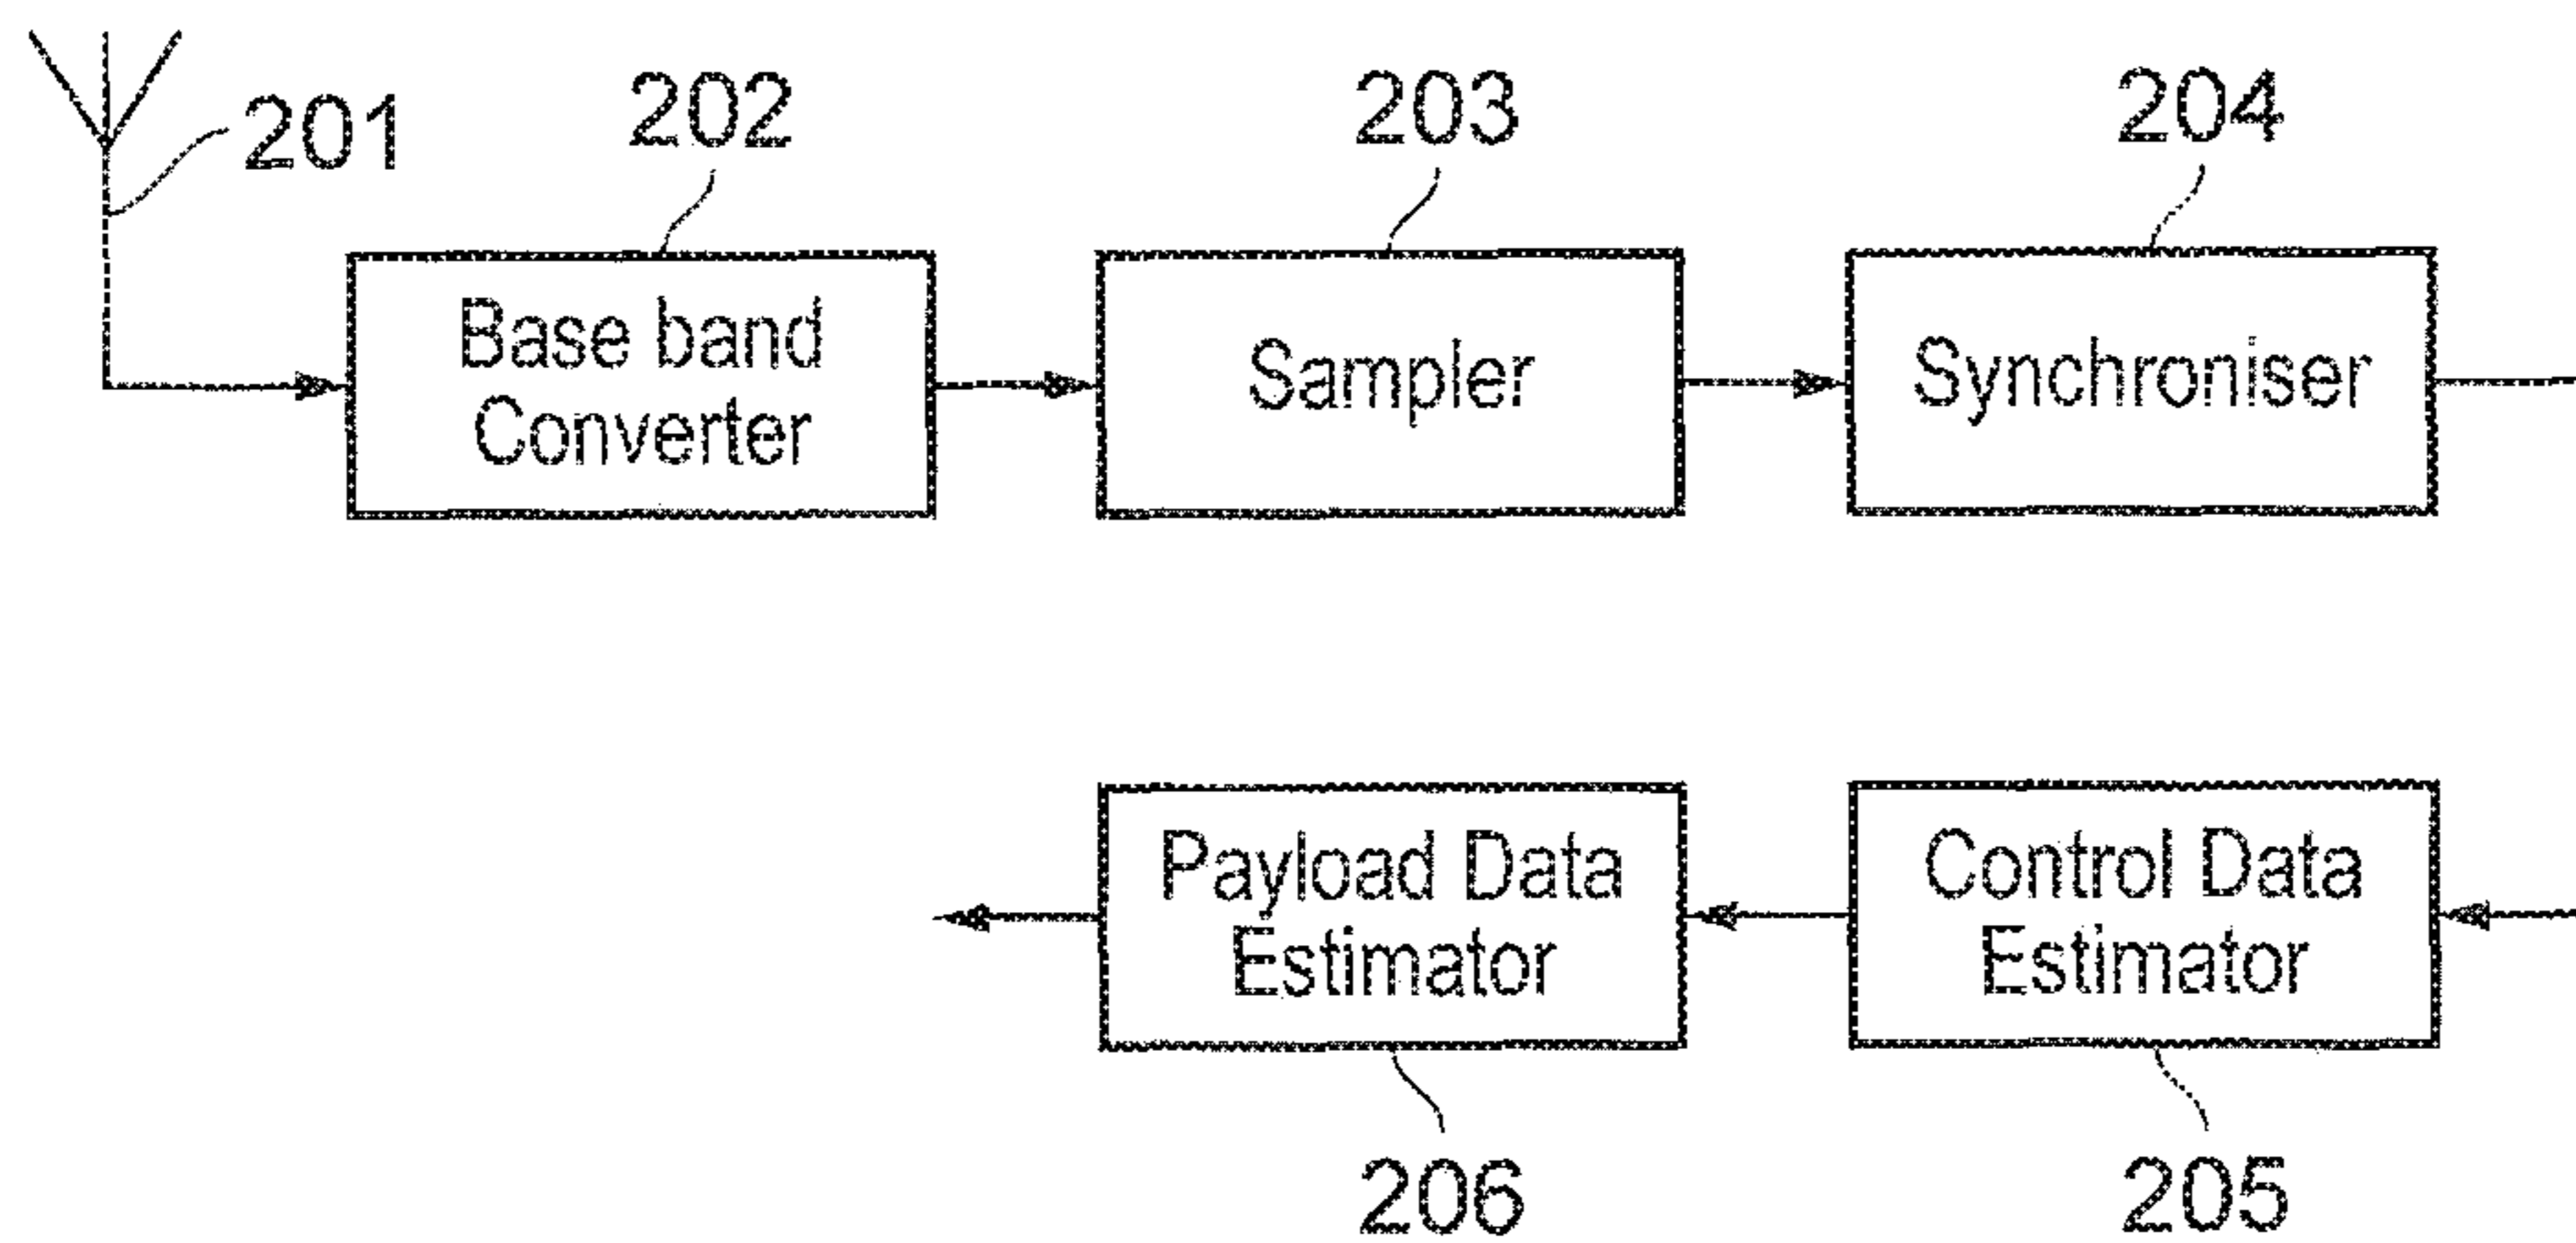 201
202
203
204
Base band
Converter
Sampler
Synchroniser
Payload Data
Estimator
Control Data
Estimator
206
205